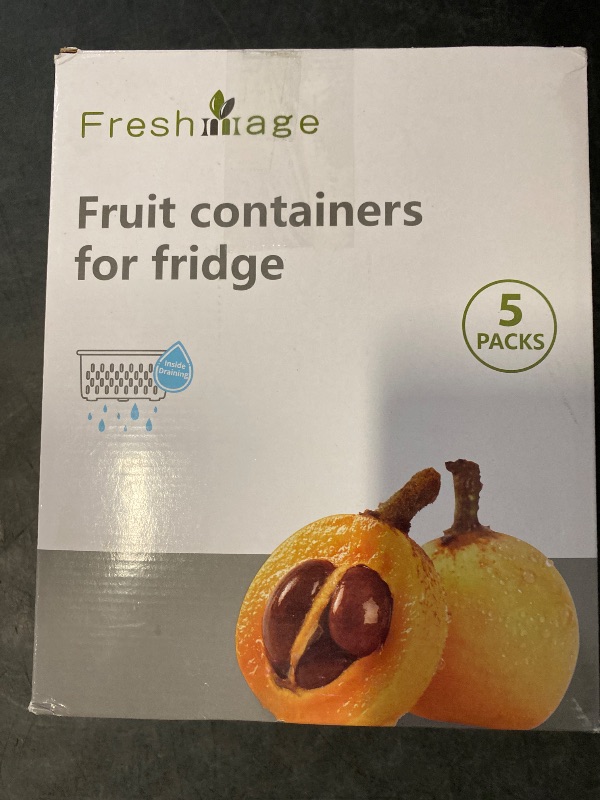 Freshmage
Fruit containers
for fridge
5
PACKS
Inside
Draining